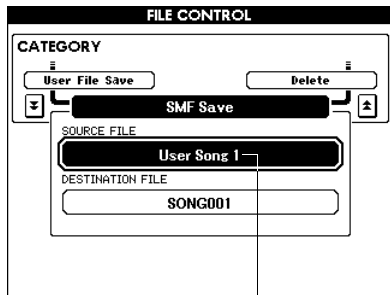 FILE CONTROL
CATEGORY
User File Save
Delete
SMF Save
SOURCE FILE
User Song 1
DESTINATION FILE
SONG001